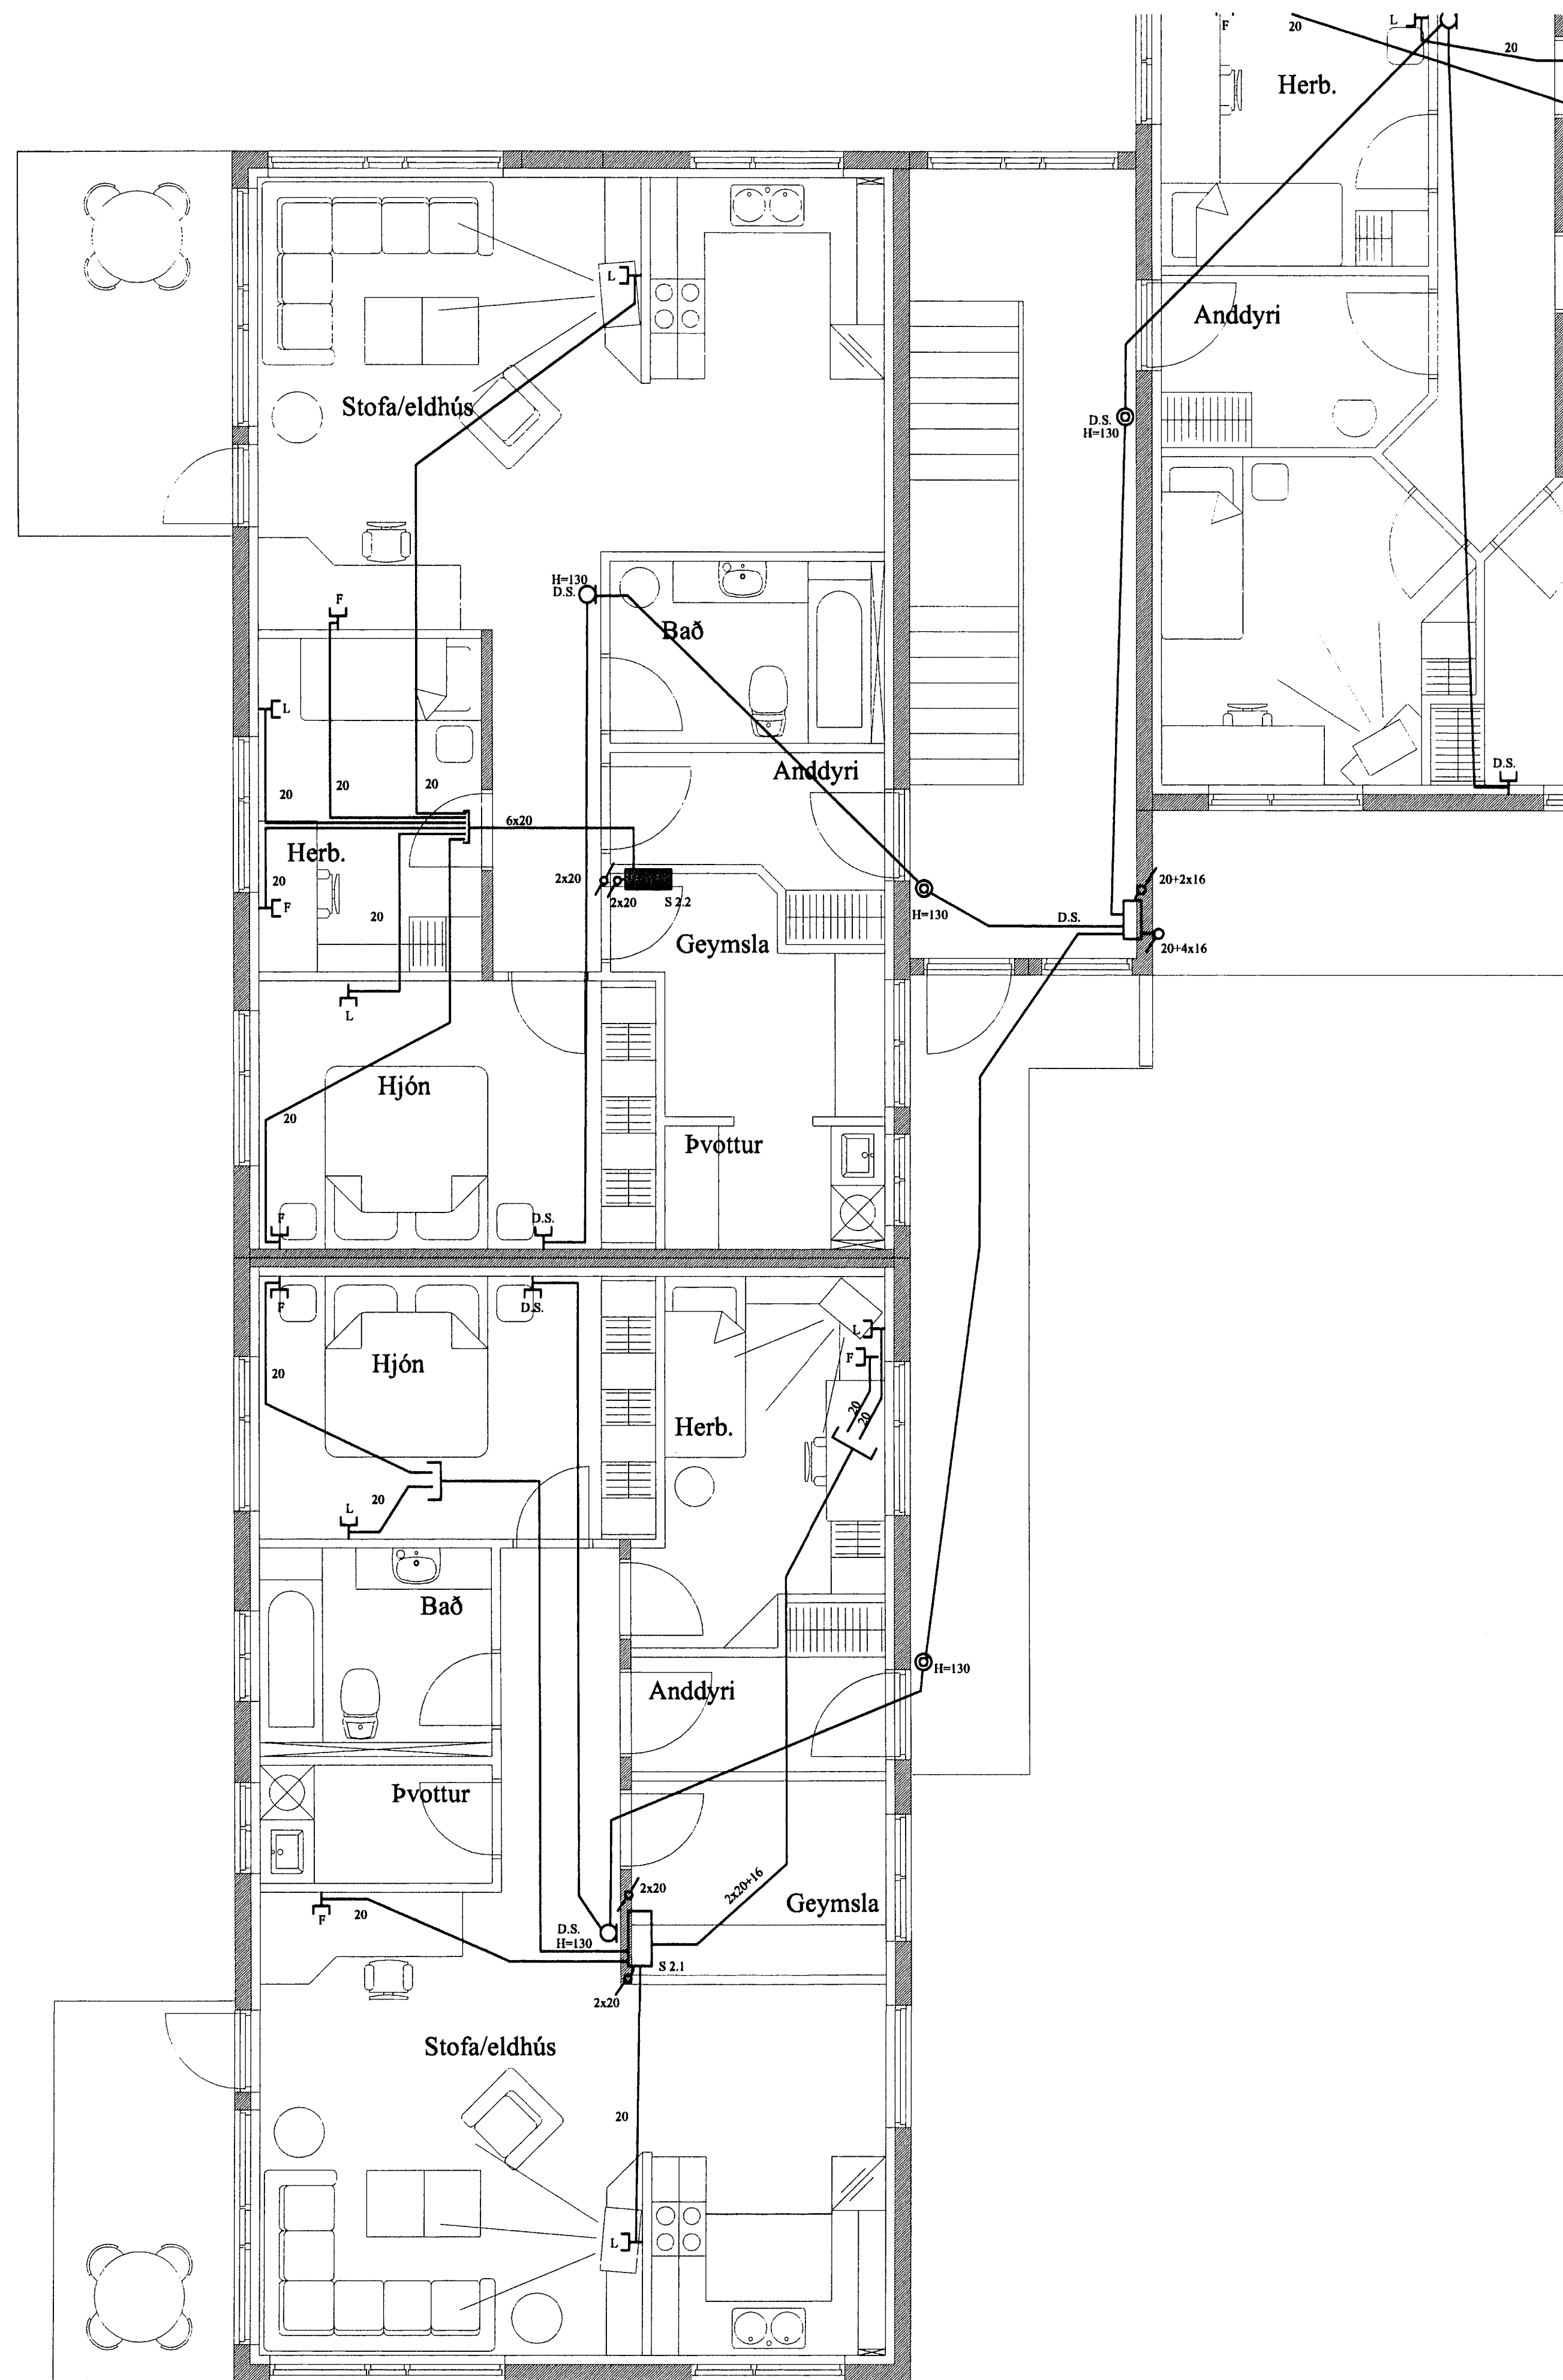 F
20
L
20
Herb.
Anddyri
L
Stofa/eldhús
D.S.
H=130
H=130
D.S.
F
Bað
L
D.S.
Anddyri
20
20
20
6x20
Herb.
20
F
20
2x20
2x20
S 2.2
20+2x16
D.S.
H=130
20+4x16
Geymsla
L
Hjón
20
Þvottur
F
D.S.
F
D.S.
L
F
Hjón
20
20
20
Herb.
L
20
Bað
H=130
Anddyri
Þvottur
2x20+16
2x20
Geymsla
F
20
D.S.
H=130
S 2.1
2x20
Stofa/eldhús
20
L